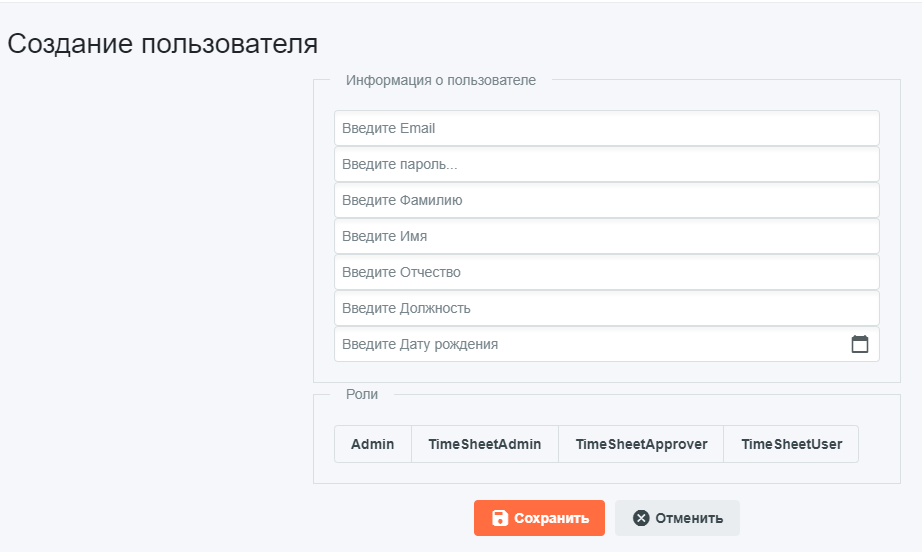 Создание пользователя
Информация о пользователе
Введите Email
Введите пароль...
Введите Фамилию
Введите Имя
Введите Отчество
Введите Должность
Введите Дату рождения
Роли
Admin TimeSheetAdmin TimeSheetApprover TimeSheetUser
Сохранить Отменить